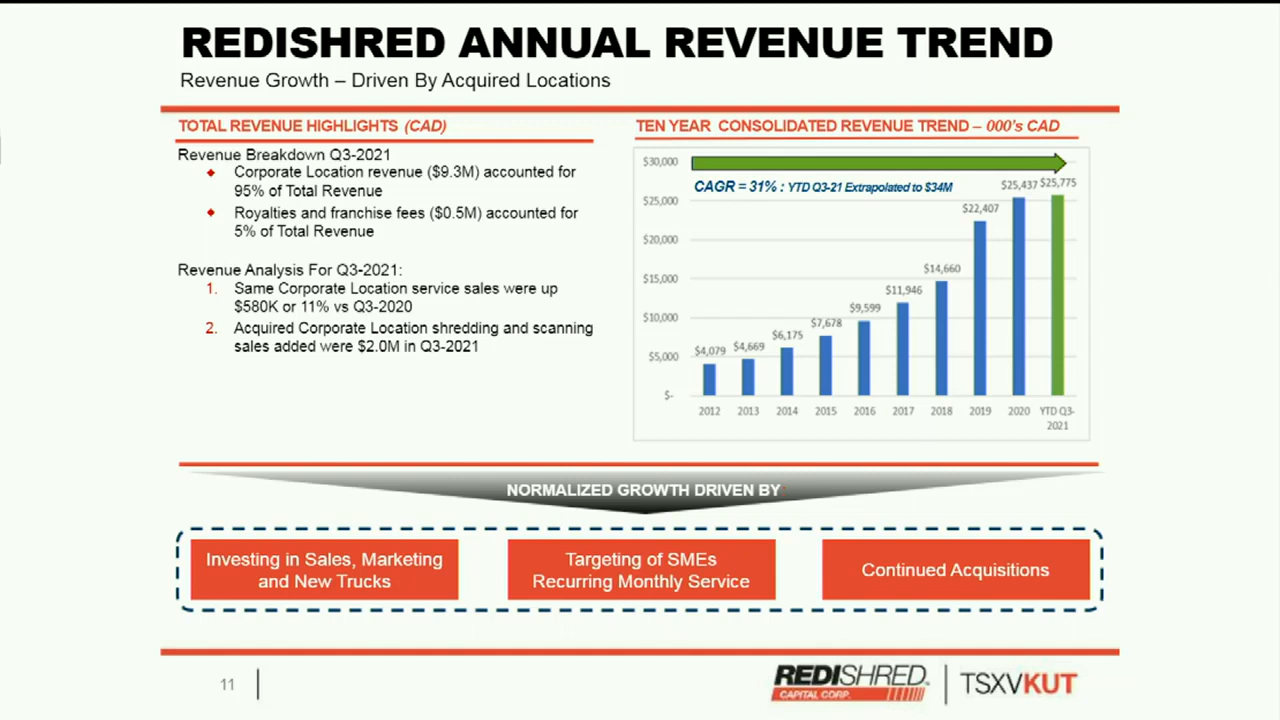 REDISHRED ANNUAL REVENUE TREND
Revenue Growth – Driven By Acquired Locations
TOTAL REVENUE HIGHLIGHTS (CAD)
Revenue Breakdown Q3-2021
Corporate Location revenue ($9.3M) accounted for
95% of Total Revenue
Royalties and franchise fees ($0.5M) accounted for
5% of Total Revenue
Revenue Analysis For Q3-2021:
1. Same Corporate Location service sales were up
$580K or 11% vs Q3-2020
2. Acquired Corporate Location shredding and scanning
sales added were $2.0M in Q3-2021
TEN YEAR CONSOLIDATED REVENUE TREND – 000's CAD
CAGR = 31% : YTD Q3-21 Extrapolated to $34M
$30,000
$25,000
$20,000
$15,000
$10,000
$5,000
$-
$4,079
$4,669
$6,175
$7,678
$9,599
$11,946
$14,660
$22,407
$25,437
$25,775
2012 2013 2014 2015 2016 2017 2018 2019 2020 YTD Q3-
2021
NORMALIZED GROWTH DRIVEN BY:
Investing in Sales, Marketing
and New Trucks
Targeting of SMEs
Recurring Monthly Service
Continued Acquisitions
11
REDISHRED
CAPITAL CORP.
TSXVKUT